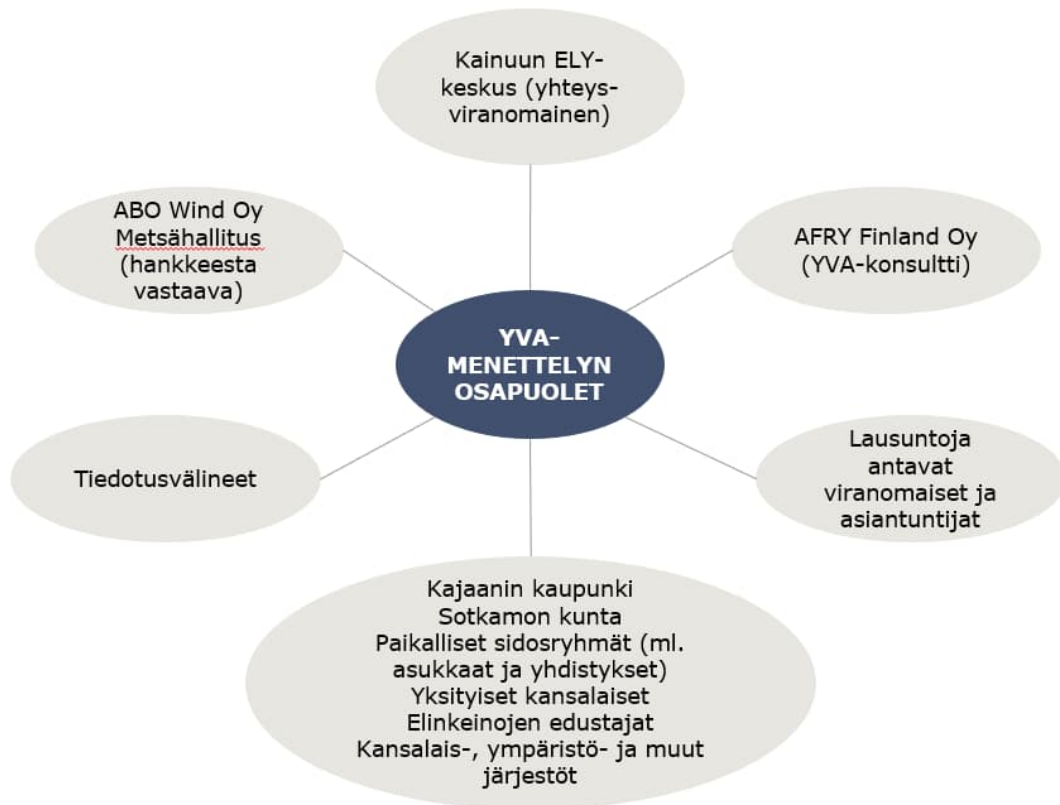 Kainuun ELY-
keskus (yhteys-
viranomainen)
ABO Wind Oy
Metsähallitus
(hankkeesta
vastaava)
AFRY Finland Oy
(YVA-konsultti)
YVA-
MENETTELYN
OSAPUOLET
Tiedotusvälineet
Lausuntoja
antavat
viranomaiset ja
asiantuntijat
Kajaanin kaupunki
Sotkamon kunta
Paikalliset sidosryhmät (ml.
asukkaat ja yhdistykset)
Yksityiset kansalaiset
Elinkeinojen edustajat
Kansalais-, ympäristö- ja muut
järjestöt